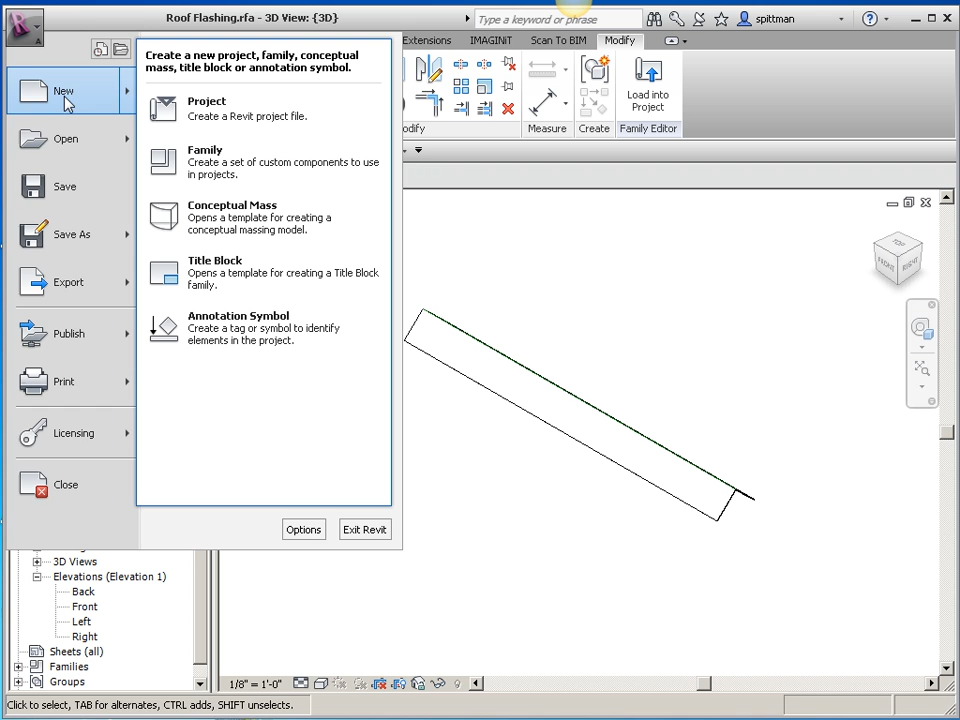 Roof Flashing.rfa - 3D View: {3D}
Type a keyword or phrase
spittman
Extensions
IMAGINiT
Scan To BIM
Modify
Create a new project, family, conceptual
mass, title block or annotation symbol.
New
Project
Create a Revit project file.
Load into
Project
Measure
Create
Family Editor
Open
Family
Create a set of custom components to use
in projects.
Save
Conceptual Mass
Opens a template for creating a
conceptual massing model.
Save As
Title Block
Opens a template for creating a Title Block
family.
Export
Annotation Symbol
Create a tag or symbol to identify
elements in the project.
Publish
Print
Licensing
Close
Options
Exit Revit
TOP
FRONT
RIGHT
3D Views
Elevations (Elevation 1)
Back
Front
Left
Right
Sheets (all)
Families
Groups
1/8" = 1'-0"
Click to select, TAB for alternates, CTRL adds, SHIFT unselects.